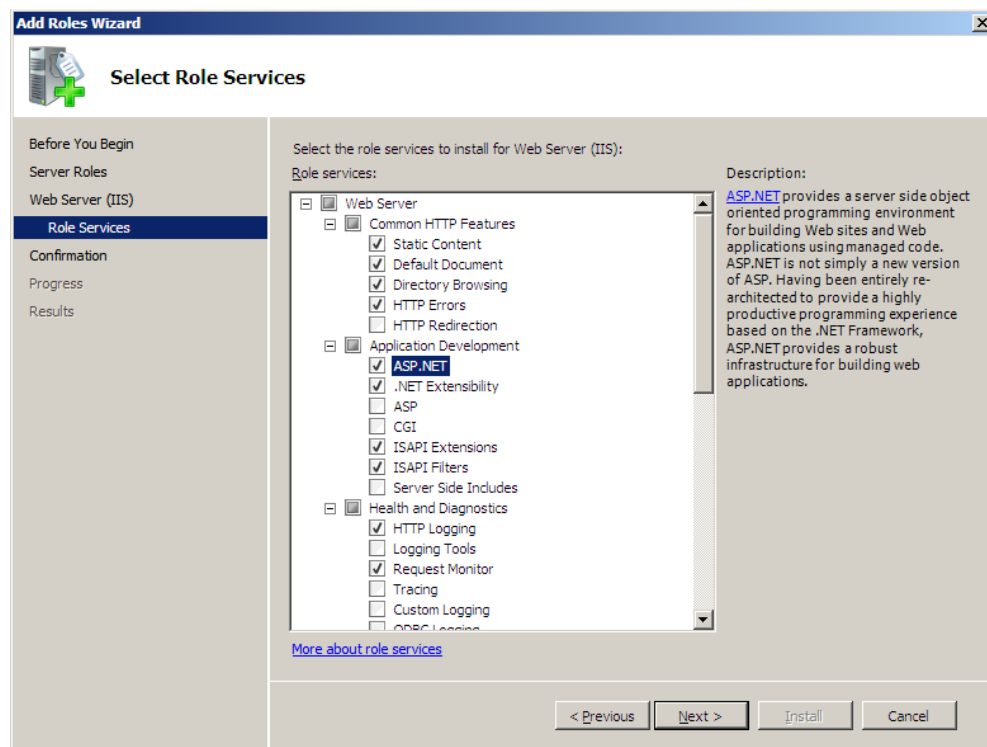 Add Roles Wizard
Select Role Services
Before You Begin
Server Roles
Web Server (IIS)
Role Services
Confirmation
Progress
Results
Select the role services to install for Web Server (IIS):
Role services:
Web Server
Common HTTP Features
Static Content
Default Document
Directory Browsing
HTTP Errors
HTTP Redirection
Application Development
ASP.NET
.NET Extensibility
ASP
CGI
ISAPI Extensions
ISAPI Filters
Server Side Includes
Health and Diagnostics
HTTP Logging
Logging Tools
Request Monitor
Tracing
Custom Logging
ODBC Logging
More about role services
Description:
ASP.NET provides a server side object
oriented programming environment
for building Web sites and Web
applications using managed code.
ASP.NET is not simply a new version
of ASP. Having been entirely re-
architected to provide a highly
productive programming experience
based on the .NET Framework,
ASP.NET provides a robust
infrastructure for building web
applications.
< Previous
Next >
Install
Cancel